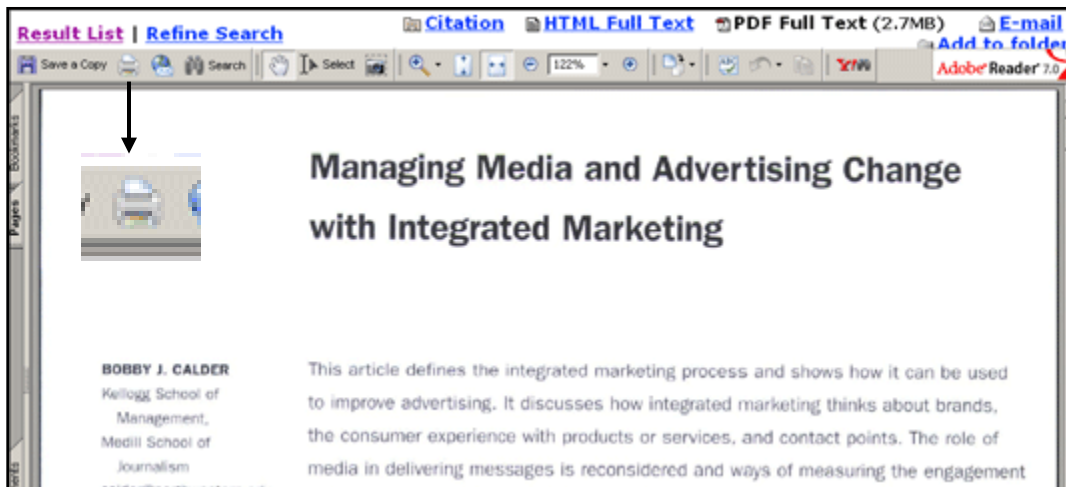 Result List | Refine Search
Citation HTML Full Text PDF Full Text (2.7MB) E-mail
Add to folder
Save a Copy Search Select 122% Y! Adobe Reader 7.0
Bookmarks
Pages
Managing Media and Advertising Change
with Integrated Marketing
BOBBY J. CALDER
Kellogg School of
Management,
Medill School of
Journalism
This article defines the integrated marketing process and shows how it can be used
to improve advertising. It discusses how integrated marketing thinks about brands,
the consumer experience with products or services, and contact points. The role of
media in delivering messages is reconsidered and ways of measuring the engagement